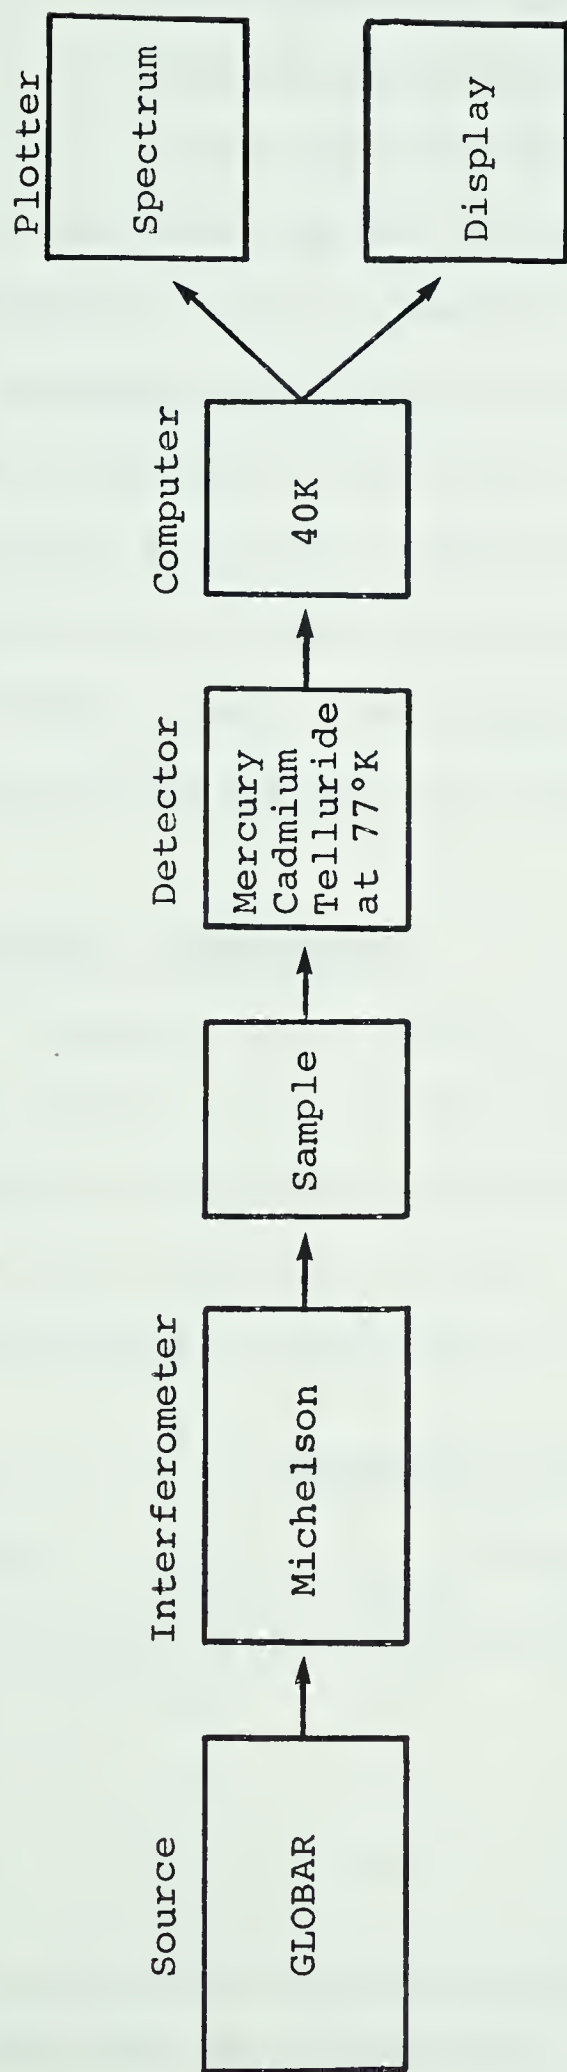 Source
GLOBAR
Interferometer
Michelson
Sample
Detector
Mercury
Cadmium
Telluride
at 77°K
Computer
40K
Plotter
Spectrum
Display